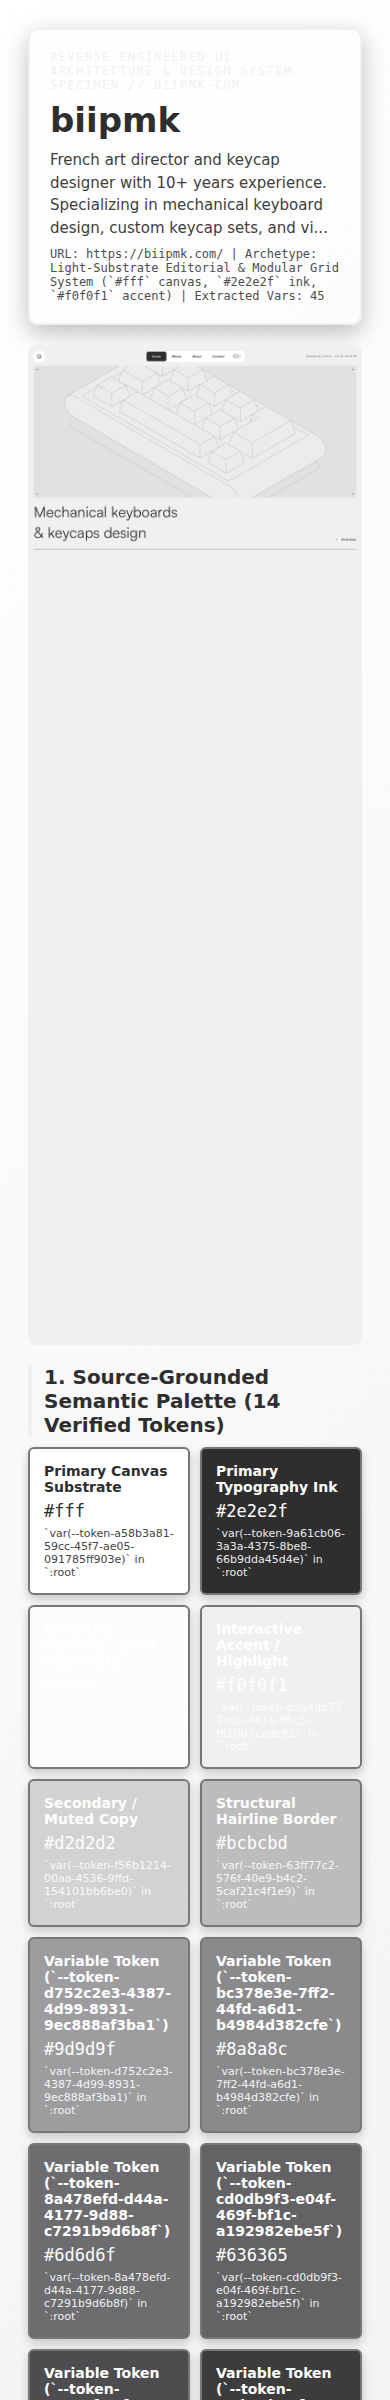 REVERSE-ENGINEERED UI
ARCHITECTURE & DESIGN SYSTEM
SPECIMEN // BIIPMK-COM
biipmk
French art director and keycap
designer with 10+ years experience.
Specializing in mechanical keyboard
design, custom keycap sets, and vi...
URL: https://biipmk.com/ | Archetype:
Light-Substrate Editorial & Modular Grid
System (`#fff` canvas, `#2e2e2f` ink,
`#f0f0f1` accent) | Extracted Vars: 45
Home Works About Contact
Mechanical keyboards
& keycaps design
1. Source-Grounded
Semantic Palette (14
Verified Tokens)
Primary Canvas
Substrate
#fff
`var(--token-a58b3a81-
59cc-45f7-ae05-
091785ff903e)` in
`:root`
Primary
Typography Ink
#2e2e2f
`var(--token-9a61cb06-
3a3a-4375-8be8-
66b9dda45d4e)` in
`:root`
Interactive
Accent /
Highlight
#f0f0f1
`var(--token-b3a4db72-
7cd5-441a-86c3-
f810b7cadc92)` in
`:root`
Secondary /
Muted Copy
#d2d2d2
`var(--token-f56b1214-
00aa-4536-9ffd-
154101bb6be0)` in
`:root`
Structural
Hairline Border
#bcbcbd
`var(--token-63ff77c2-
576f-40e9-b4c2-
5caf21c4f1e9)` in
`:root`
Variable Token
(`--token-
d752c2e3-4387-
4d99-8931-
9ec888af3ba1`)
#9d9d9f
`var(--token-d752c2e3-
4387-4d99-8931-
9ec888af3ba1)` in
`:root`
Variable Token
(`--token-
bc378e3e-7ff2-
44fd-a6d1-
b4984d382cfe`)
#8a8a8c
`var(--token-bc378e3e-
7ff2-44fd-a6d1-
b4984d382cfe)` in
`:root`
Variable Token
(`--token-
8a478efd-d44a-
4177-9d88-
c7291b9d6b8f`)
#6d6d6f
`var(--token-8a478efd-
d44a-4177-9d88-
c7291b9d6b8f)` in
`:root`
Variable Token
(`--token-
cd0db9f3-e04f-
469f-bf1c-
a192982ebe5f`)
#636365
`var(--token-cd0db9f3-
e04f-469f-bf1c-
a192982ebe5f)` in
`:root`
Variable Token
(`--token-
Variable Token
(`--token-